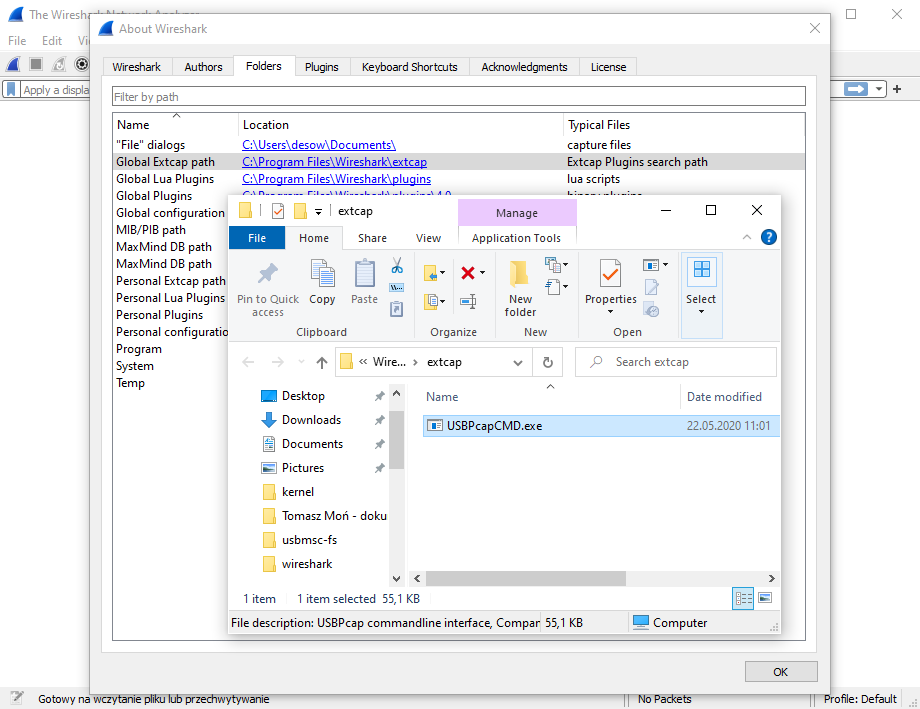 The Wireshark Network Analyzer
About Wireshark
File Edit Vi
Wireshark Authors Folders Plugins Keyboard Shortcuts Acknowledgments License
Apply a displa
Filter by path
Name Location Typical Files
"File" dialogs C:\Users\desow\Documents\ capture files
Global Extcap path C:\Program Files\Wireshark\extcap Extcap Plugins search path
Global Lua Plugins C:\Program Files\Wireshark\plugins lua scripts
Global Plugins C:\Program Files\Wireshark\plugins\4.0 binary plugins
Global configuration
MIB/PIB path
MaxMind DB path
MaxMind DB path
Personal Extcap path
Personal Lua Plugins
Personal Plugins
Personal configuratio
Program
System
Temp
extcap Manage
File Home Share View Application Tools
Pin to Quick access
Copy
Paste
New folder
Properties
Select
Clipboard Organize New Open
« Wire... › extcap
Search extcap
Desktop
Downloads
Documents
Pictures
kernel
Tomasz Moń - doku
usbmsc-fs
wireshark
Name Date modified
USBPcapCMD.exe 22.05.2020 11:01
1 item 1 item selected 55,1 KB
File description: USBPcap commandline interface, Compar 55,1 KB Computer
OK
Gotowy na wczytanie pliku lub przechwytywanie No Packets Profile: Default